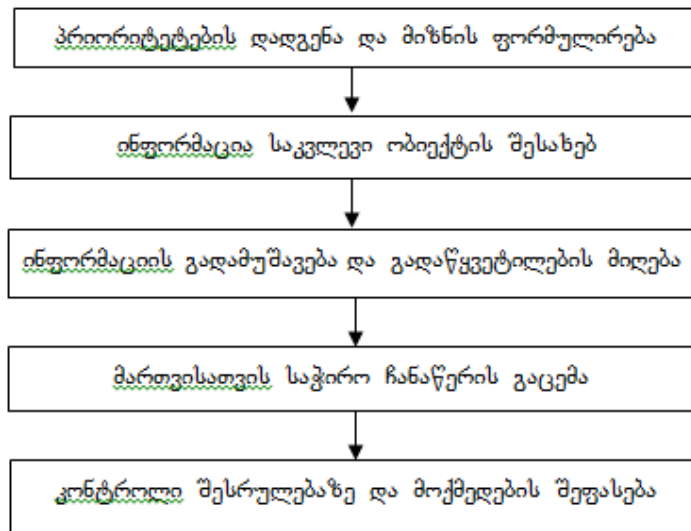 პრიორიტეტების დადგენა და მიზნის ფორმულირება
ინფორმაცია საკვლევი ობიექტის შესახებ
ინფორმაციის გადამუშავება და გადაწყვეტილების მიღება
მართვისათვის საჭირო ჩანაწერის გაცემა
კონტროლი შესრულებაზე და მოქმედების შეფასება